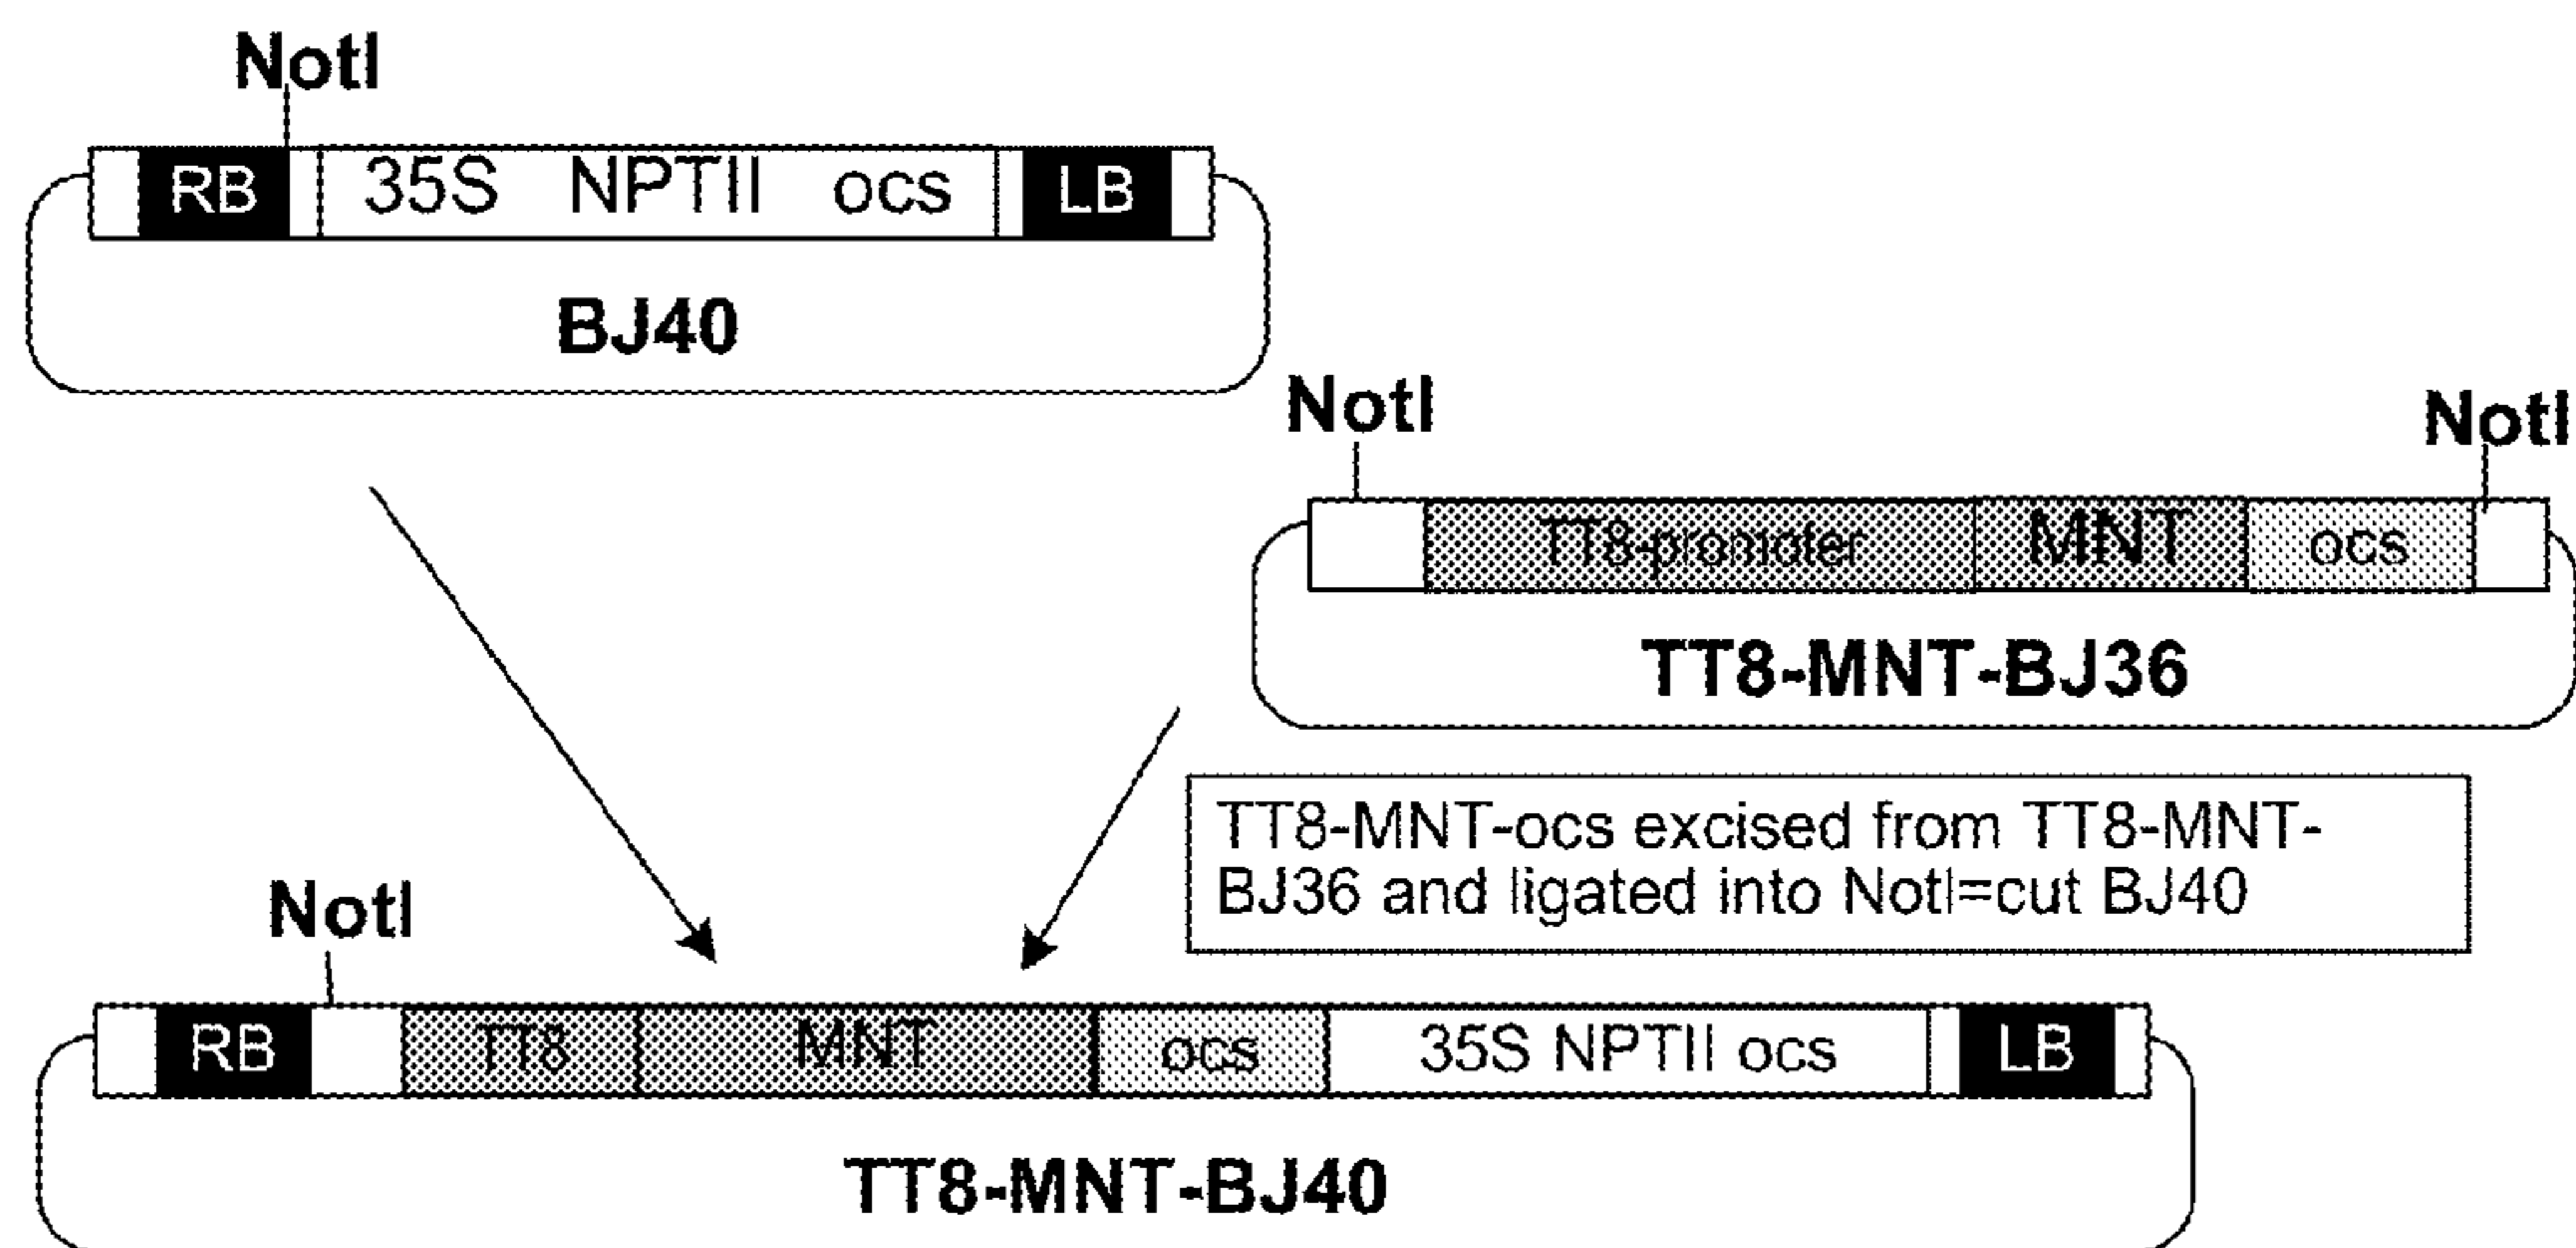 NotI
RB 35S NPTII ocs LB
BJ40
NotI NotI
TT8-promoter MNT ocs
TT8-MNT-BJ36
TT8-MNT-ocs excised from TT8-MNT-
BJ36 and ligated into NotI=cut BJ40
NotI
RB TT8 MNT ocs 35S NPTII ocs LB
TT8-MNT-BJ40